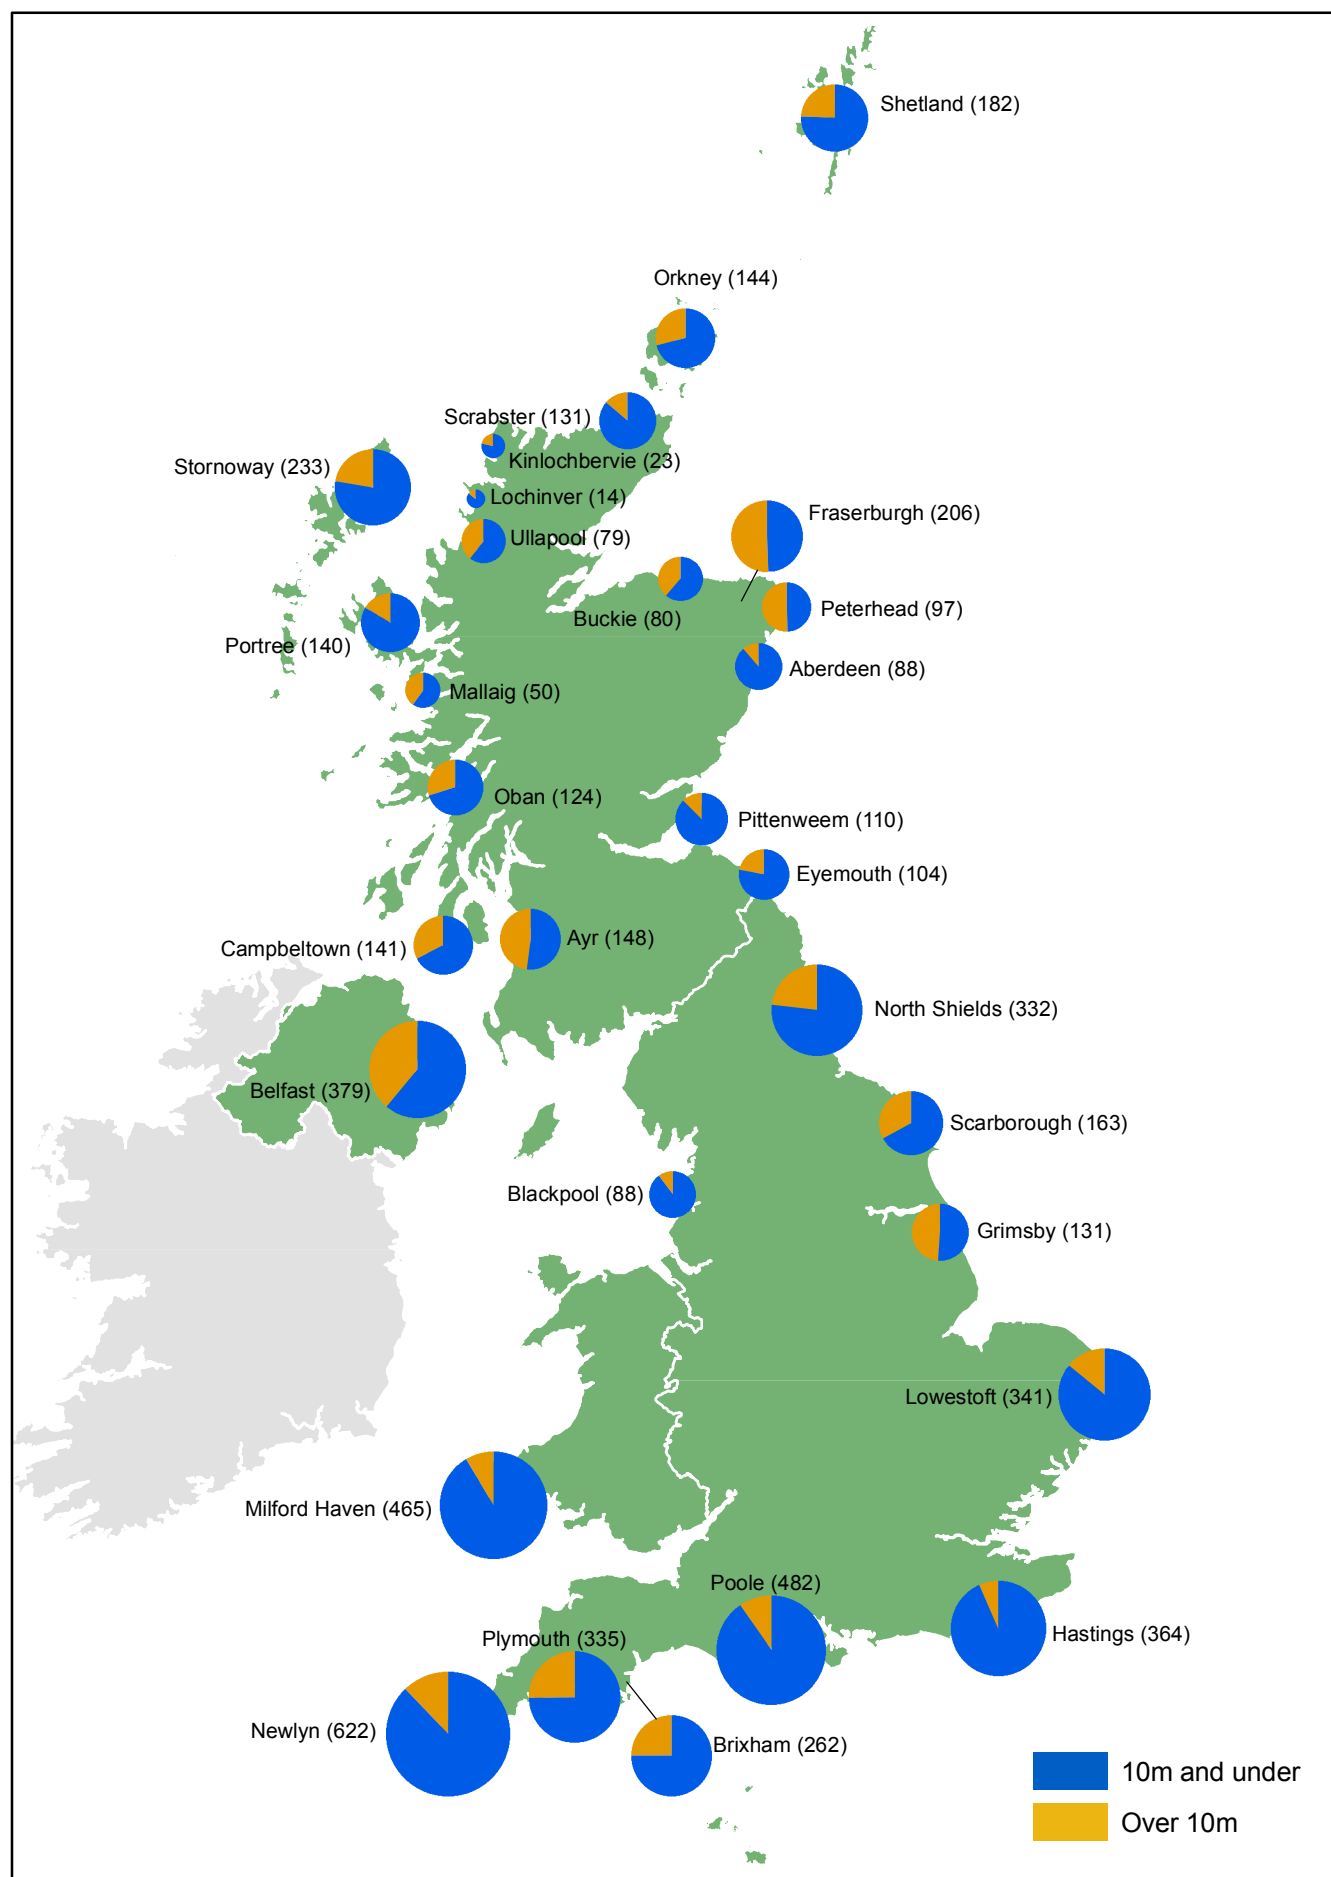 Shetland (182)
Orkney (144)
Scrabster (131)
Kinlochbervie (23)
Stornoway (233)
Lochinver (14)
Fraserburgh (206)
Ullapool (79)
Peterhead (97)
Buckie (80)
Portree (140)
Aberdeen (88)
Mallaig (50)
Oban (124)
Pittenweem (110)
Eyemouth (104)
Campbeltown (141)
Ayr (148)
North Shields (332)
Belfast (379)
Scarborough (163)
Blackpool (88)
Grimsby (131)
Lowestoft (341)
Milford Haven (465)
Poole (482)
Hastings (364)
Plymouth (335)
Newlyn (622)
Brixham (262)
10m and under
Over 10m